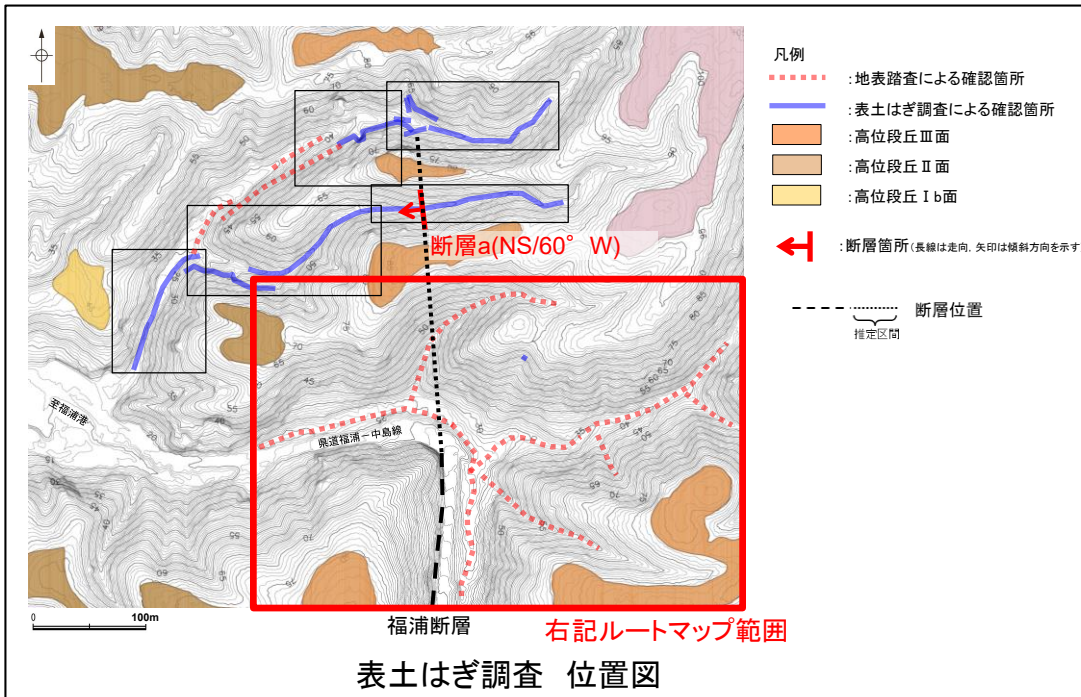 凡例
:地表踏査による確認箇所
:表土はぎ調査による確認箇所
:高位段丘Ⅲ面
:高位段丘Ⅱ面
:高位段丘Ⅰb面
:断層箇所(長線は走向, 矢印は傾斜方向を示す
断層位置
推定区間
断層a(NS/60°W)
至福浦港
県道福浦－中島線
0 100m
福浦断層
右記ルートマップ範囲
表土はぎ調査 位置図